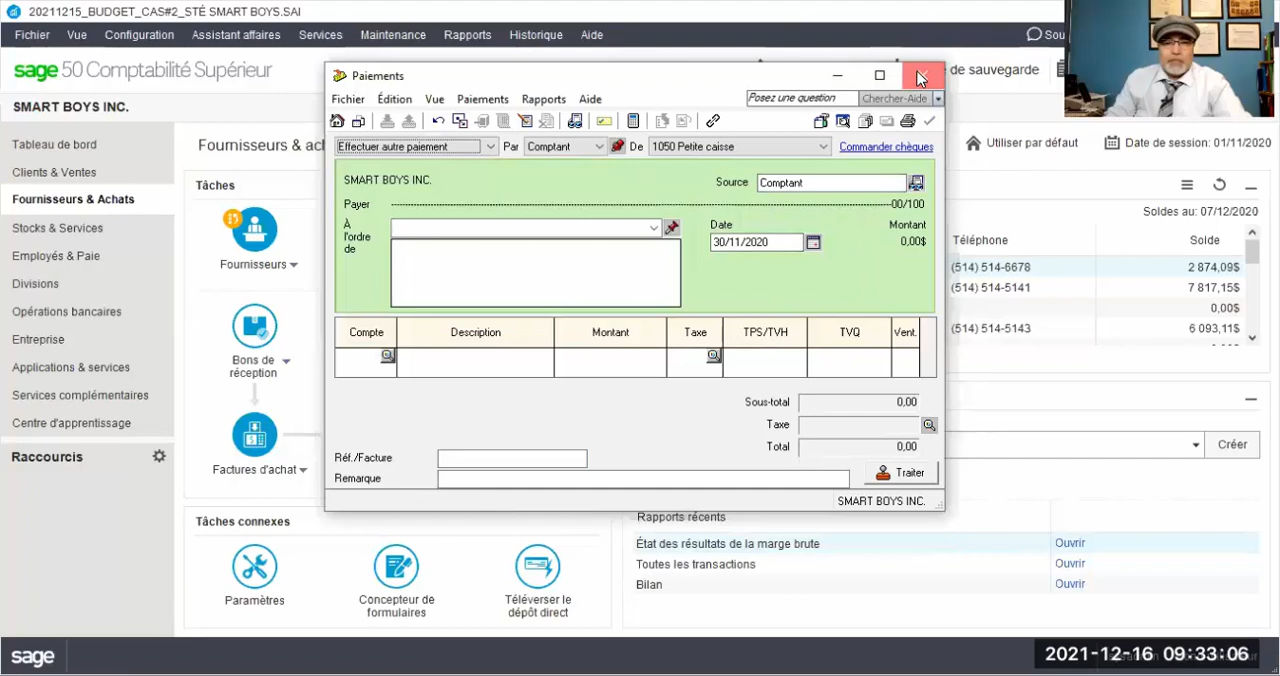 20211215_BUDGET_CAS#2_STÉ SMART BOYS.SAI
Fichier Vue Configuration Assistant affaires Services Maintenance Rapports Historique Aide
sage 50 Comptabilité Supérieur
de sauvegarde
SMART BOYS INC.
Tableau de bord
Clients & Ventes
Fournisseurs & Achats
Stocks & Services
Employés & Paie
Divisions
Opérations bancaires
Entreprise
Applications & services
Services complémentaires
Centre d'apprentissage
Raccourcis
Utiliser par défaut
Date de session: 01/11/2020
Tâches
Fournisseurs
Bons de
réception
Factures d'achat
Tâches connexes
Paramètres
Concepteur de
formulaires
Téléverser le
dépôt direct
Paiements
Fichier Édition Vue Paiements Rapports Aide
Posez une question Chercher-Aide
Effectuer autre paiement Par Comptant De 1050 Petite caisse Commander chèques
SMART BOYS INC.
Source Comptant
Payer 00/100
À
l'ordre
de
Date
30/11/2020
Montant
0,00$
Compte Description Montant Taxe TPS/TVH TVQ Vent.
Sous-total 0,00
Taxe
Total 0,00
Réf./Facture
Remarque
Traiter
SMART BOYS INC.
Soldes au: 07/12/2020
Téléphone Solde
(514) 514-6678 2 874,09$
(514) 514-5141 7 817,15$
0,00$
(514) 514-5143 6 093,11$
Créer
Rapports récents
État des résultats de la marge brute Ouvrir
Toutes les transactions Ouvrir
Bilan Ouvrir
sage
2021-12-16 09:33:06